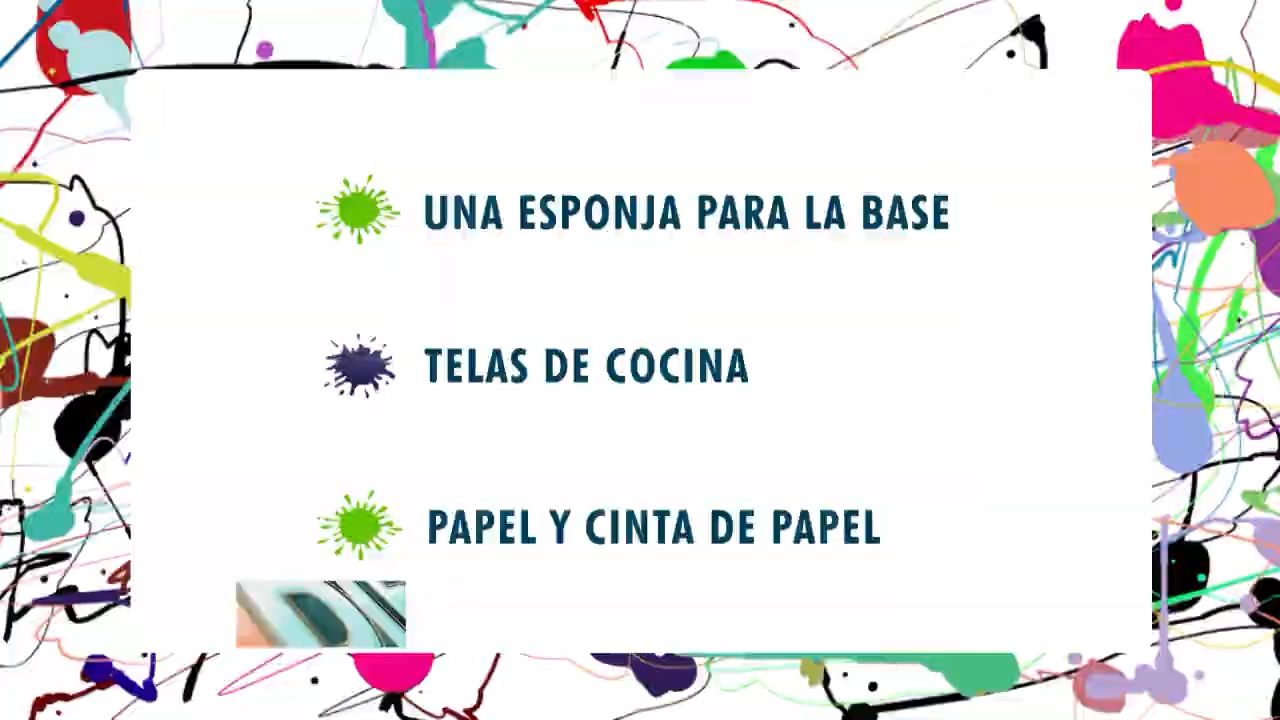 UNA ESPONJA PARA LA BASE
TELAS DE COCINA
PAPEL Y CINTA DE PAPEL